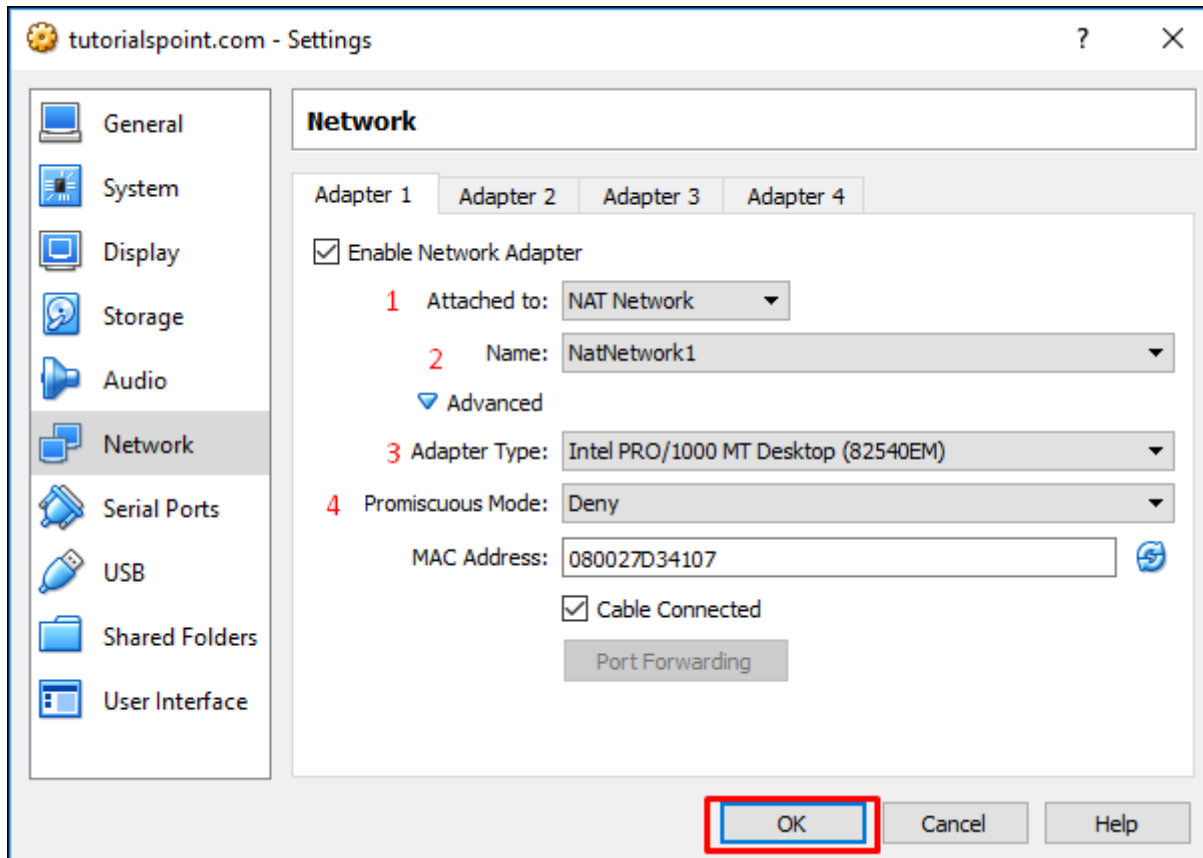 tutorialspoint.com - Settings ? ×
General
System
Display
Storage
Audio
Network
Serial Ports
USB
Shared Folders
User Interface
Network
Adapter 1 Adapter 2 Adapter 3 Adapter 4
Enable Network Adapter
1 Attached to: NAT Network
2 Name: NatNetwork1
Advanced
3 Adapter Type: Intel PRO/1000 MT Desktop (82540EM)
4 Promiscuous Mode: Deny
MAC Address: 080027D34107
Cable Connected
Port Forwarding
OK Cancel Help